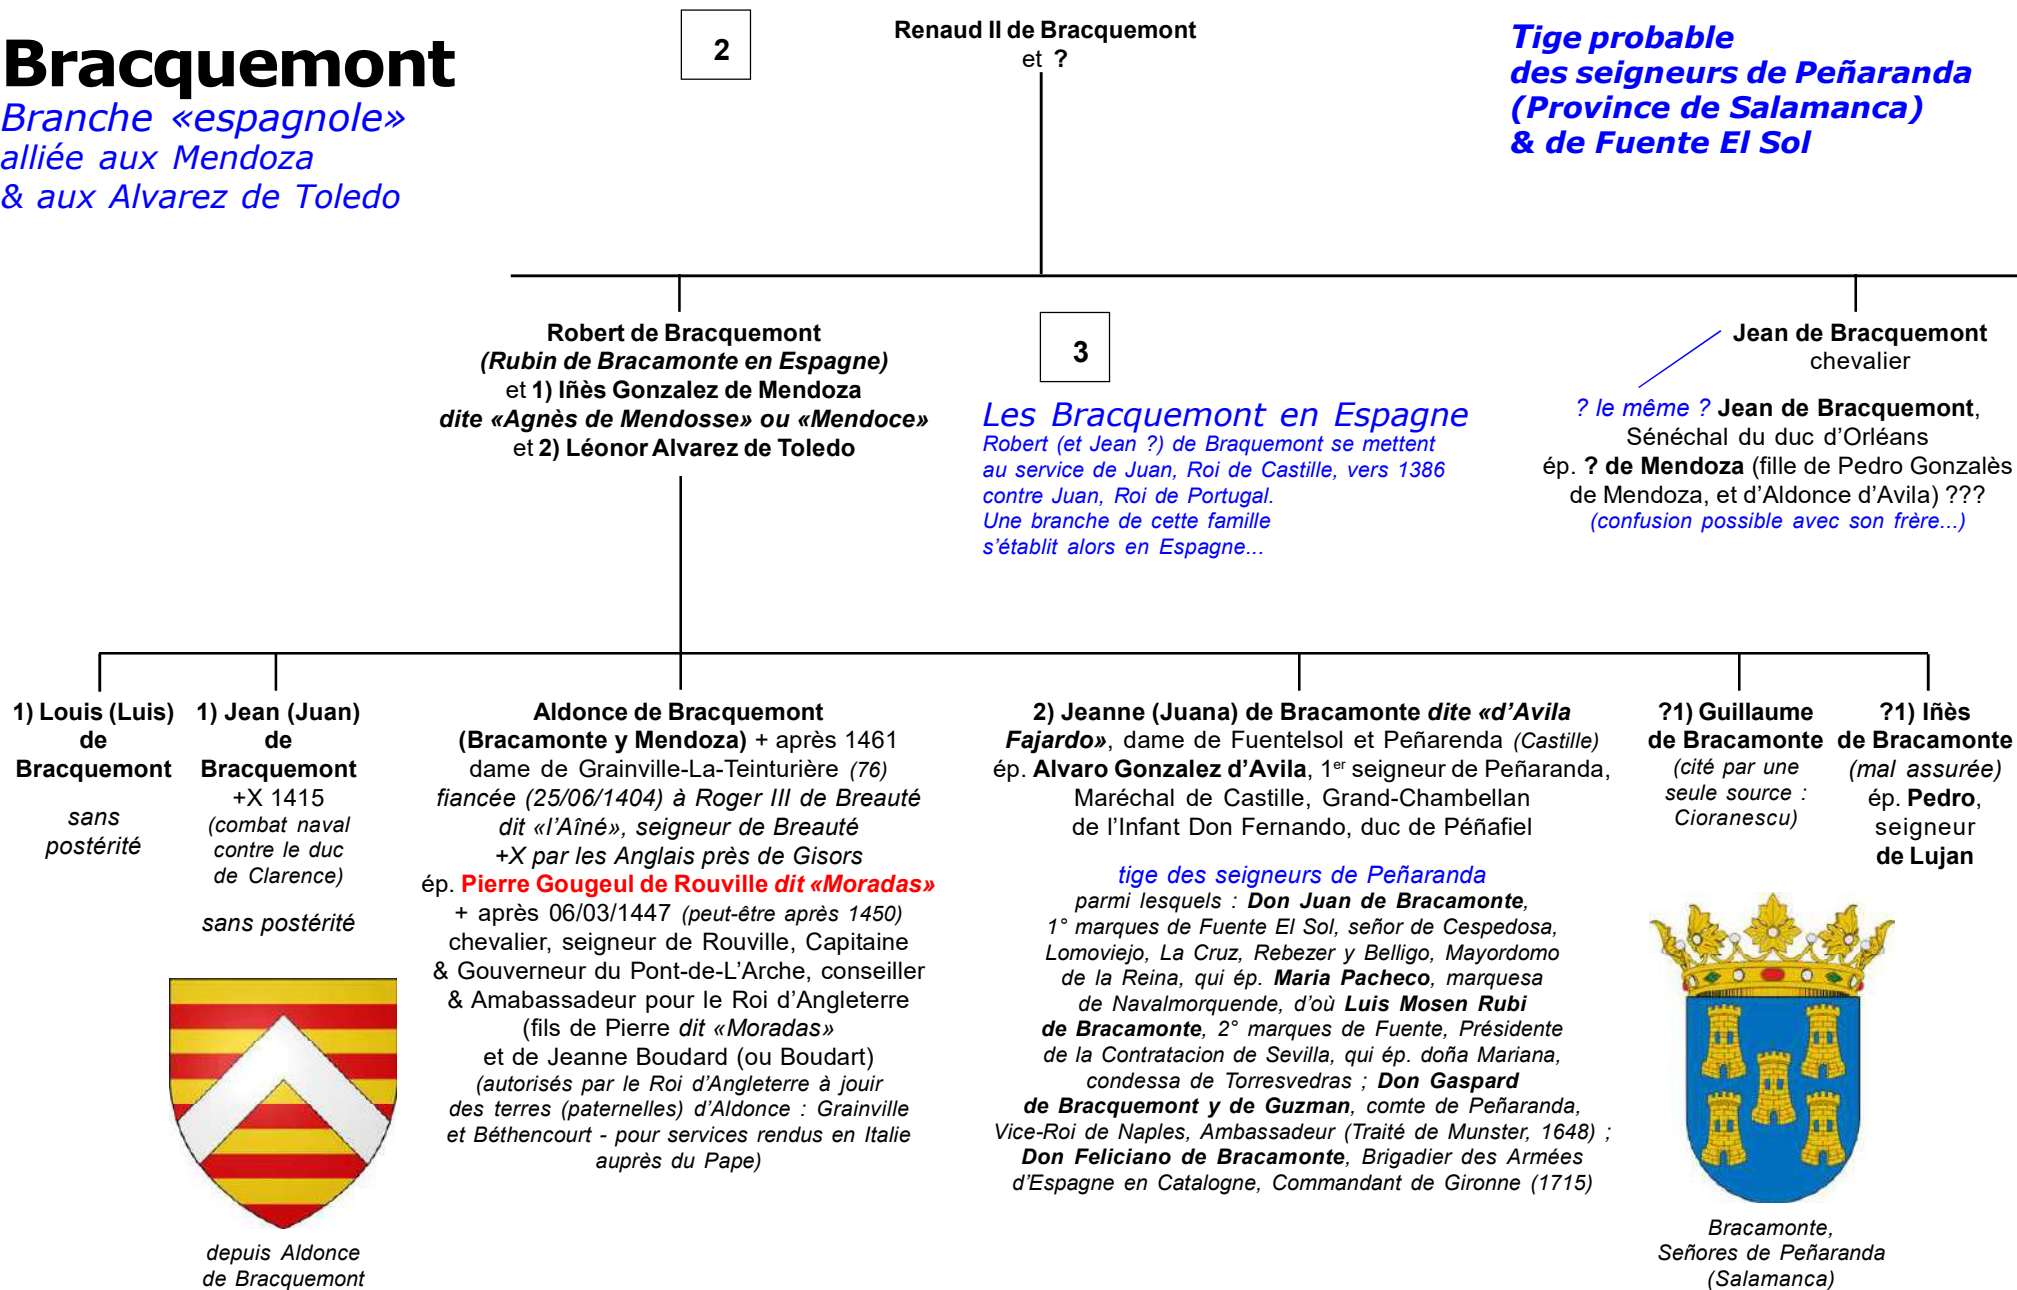 Bracquemont
Branche «espagnole»
alliée aux Mendoza
& aux Alvarez de Toledo
2
Renaud II de Bracquemont
et ?
Tige probable
des seigneurs de Peñaranda
(Province de Salamanca)
& de Fuente El Sol
Robert de Bracquemont
(Rubin de Bracamonte en Espagne)
et 1) Iñès Gonzalez de Mendoza
dite «Agnès de Mendosse» ou «Mendoce»
et 2) Léonor Alvarez de Toledo
3
Les Bracquemont en Espagne
Robert (et Jean ?) de Braquemont se mettent
au service de Juan, Roi de Castille, vers 1386
contre Juan, Roi de Portugal.
Une branche de cette famille
s'établit alors en Espagne...
Jean de Bracquemont
chevalier
? le même ? Jean de Bracquemont,
Sénéchal du duc d'Orléans
ép. ? de Mendoza (fille de Pedro Gonzalès
de Mendoza, et d'Aldonce d'Avila) ???
(confusion possible avec son frère...)
1) Louis (Luis)
de
Bracquemont
sans
postérité
1) Jean (Juan)
de
Bracquemont
+X 1415
(combat naval
contre le duc
de Clarence)
sans postérité
Aldonce de Bracquemont
(Bracamonte y Mendoza) + après 1461
dame de Grainville-La-Teinturière (76)
fiancée (25/06/1404) à Roger III de Breauté
dit «l'Aîné», seigneur de Breauté
+X par les Anglais près de Gisors
ép. Pierre Gougeul de Rouville dit «Moradas»
+ après 06/03/1447 (peut-être après 1450)
chevalier, seigneur de Rouville, Capitaine
& Gouverneur du Pont-de-L'Arche, conseiller
& Amabassadeur pour le Roi d'Angleterre
(fils de Pierre dit «Moradas»
et de Jeanne Boudard (ou Boudart)
(autorisés par le Roi d'Angleterre à jouir
des terres (paternelles) d'Aldonce : Grainville
et Béthencourt - pour services rendus en Italie
auprès du Pape)
2) Jeanne (Juana) de Bracamonte dite «d'Avila
Fajardo», dame de Fuentelsol et Peñarenda (Castille)
ép. Alvaro Gonzalez d'Avila, 1er seigneur de Peñaranda,
Maréchal de Castille, Grand-Chambellan
de l'Infant Don Fernando, duc de Péñafiel
tige des seigneurs de Peñaranda
parmi lesquels : Don Juan de Bracamonte,
1° marques de Fuente El Sol, señor de Cespedosa,
Lomoviejo, La Cruz, Rebezer y Belligo, Mayordomo
de la Reina, qui ép. Maria Pacheco, marquesa
de Navalmorquende, d'où Luis Mosen Rubi
de Bracamonte, 2° marques de Fuente, Présidente
de la Contratacion de Sevilla, qui ép. doña Mariana,
condessa de Torresvedras ; Don Gaspard
de Bracquemont y de Guzman, comte de Peñaranda,
Vice-Roi de Naples, Ambassadeur (Traité de Munster, 1648) ;
Don Feliciano de Bracamonte, Brigadier des Armées
d'Espagne en Catalogne, Commandant de Gironne (1715)
?1) Guillaume
de Bracamonte
(cité par une
seule source :
Cioranescu)
?1) Iñès
de Bracamonte
(mal assurée)
ép. Pedro,
seigneur
de Lujan
depuis Aldonce
de Bracquemont
Bracamonte,
Señores de Peñaranda
(Salamanca)